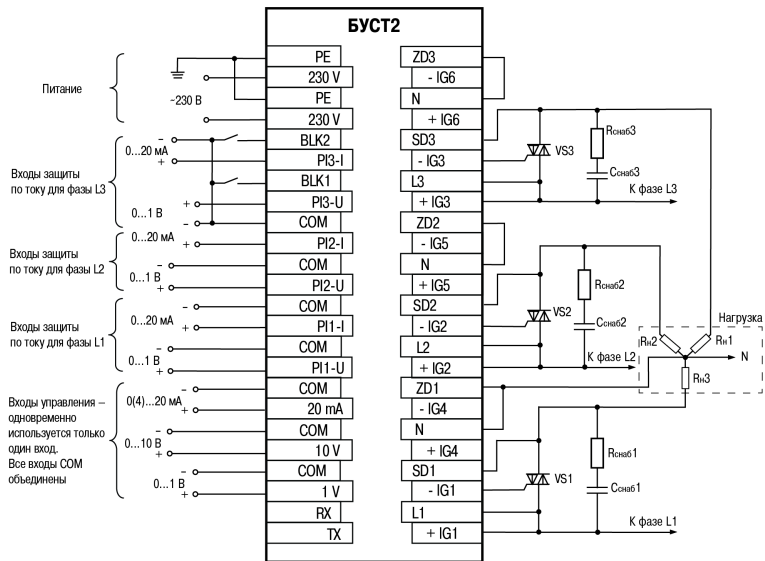 БУСТ2
PE
230 V
PE
230 V
BLK2
PI3-I
BLK1
PI3-U
COM
PI2-I
COM
PI2-U
COM
PI1-I
COM
PI1-U
COM
20 mA
COM
10 V
COM
1 V
RX
TX
ZD3
- IG6
N
+ IG6
SD3
- IG3
L3
+ IG3
ZD2
- IG5
N
+ IG5
SD2
- IG2
L2
+ IG2
ZD1
- IG4
N
+ IG4
SD1
- IG1
L1
+ IG1
Питание
~230 В
Входы защиты
по току для фазы L3
- 
0...20 мА
+
+
0...1 В
-
Входы защиты
по току для фазы L2
0...20 мА
+
-
0...1 В
+
Входы защиты
по току для фазы L1
-
0...20 мА
+
-
0...1 В
+
Входы управления –
одновременно
используется только
один вход.
Все входы COM
объединены
-
0(4)...20 мА
+
-
0...10 В
+
-
0...1 В
+
VS3
Rснаб3
Cснаб3
К фазе L3
VS2
Rснаб2
Cснаб2
К фазе L2
Нагрузка
Rн2
Rн1
N
Rн3
VS1
Rснаб1
Cснаб1
К фазе L1